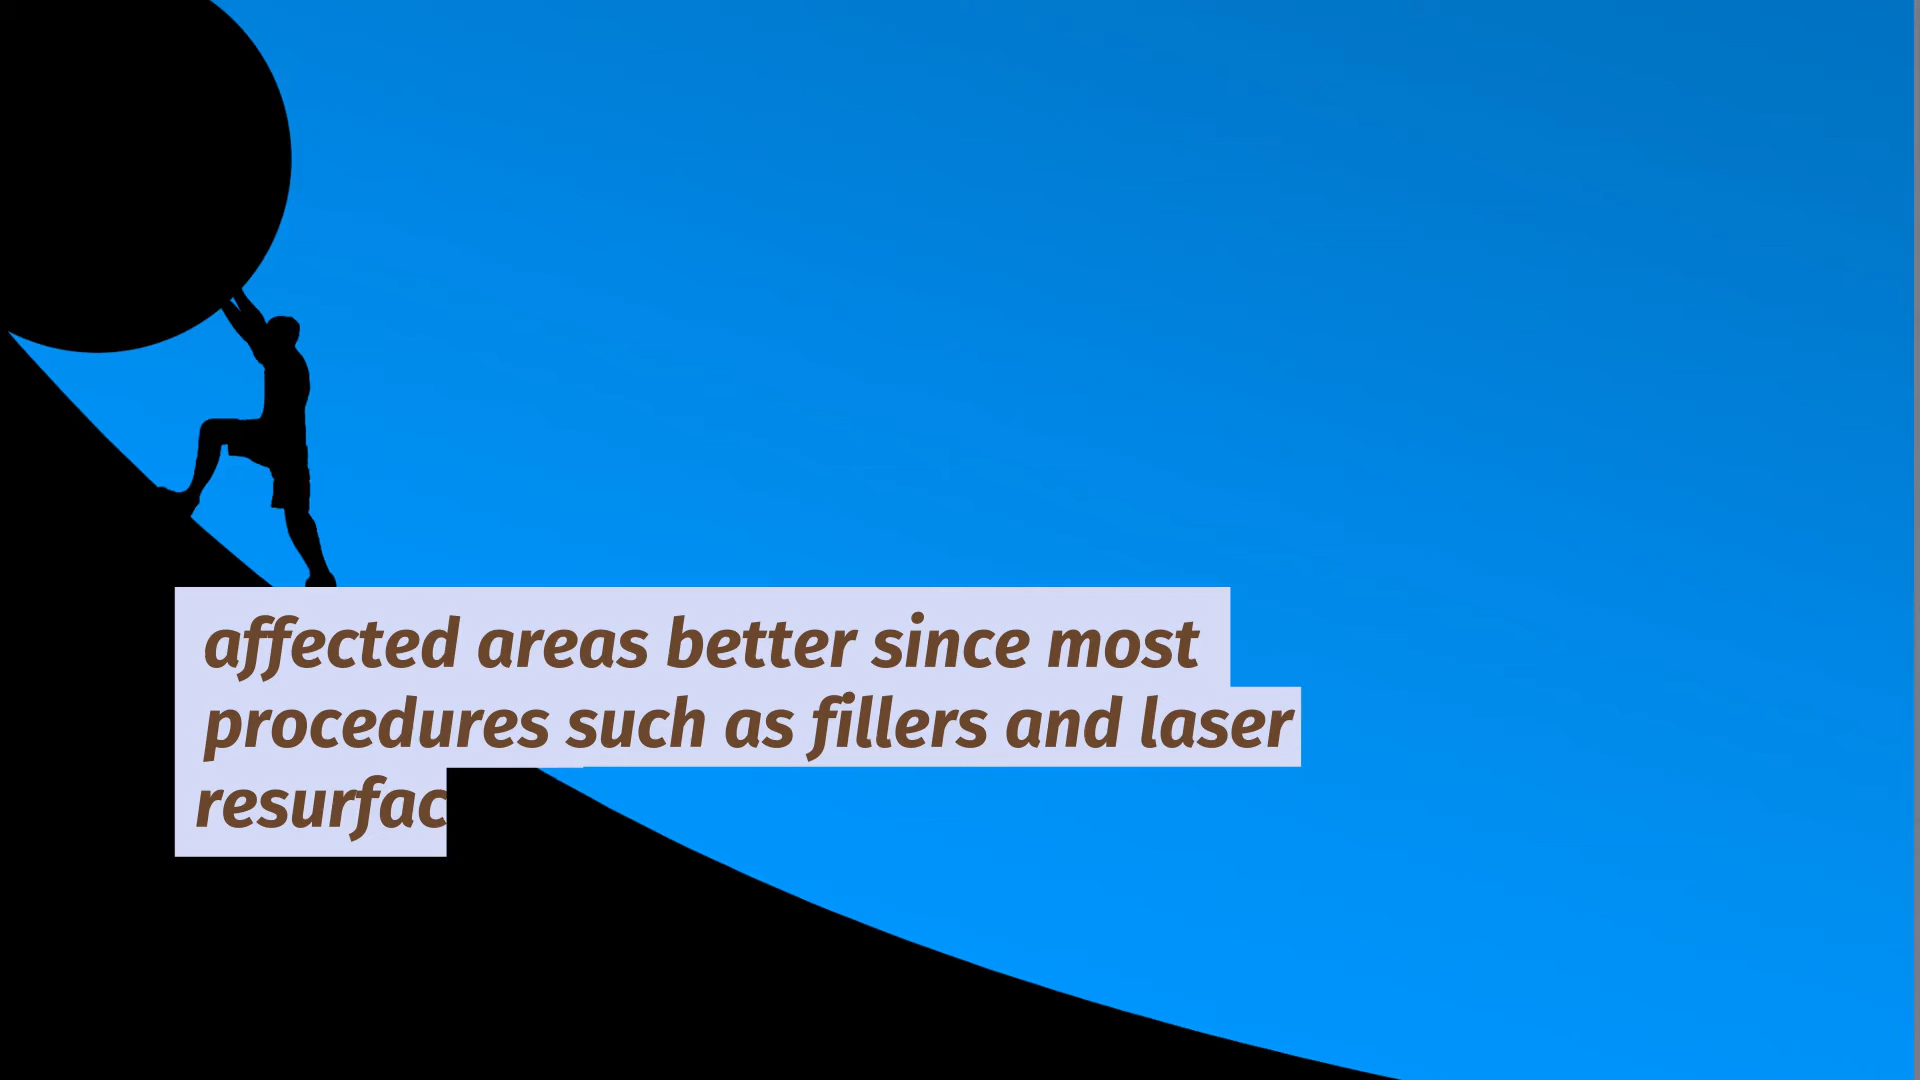 affected areas better since most
procedures such as fillers and laser
resurfac